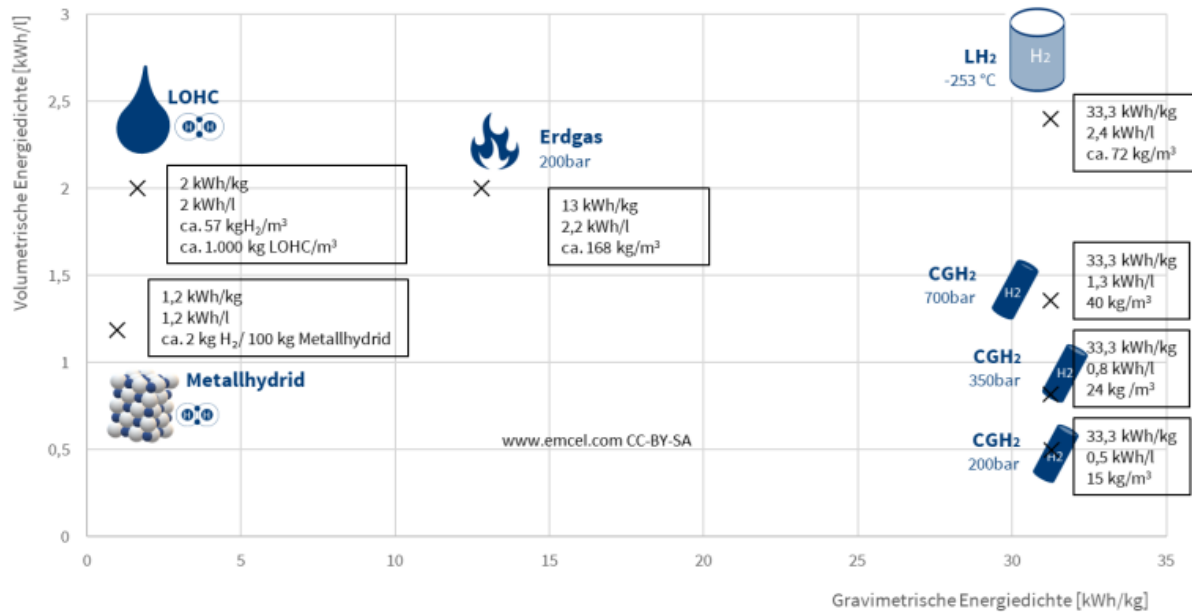 Volumetrische Energiedichte [kWh/l]
3
2,5
2
1,5
1
0,5
0
0
5
10
15
20
25
30
35
Gravimetrische Energiedichte [kWh/kg]
LOHC
H H
2 kWh/kg
2 kWh/l
ca. 57 kgH₂/m³
ca. 1.000 kg LOHC/m³
1,2 kWh/kg
1,2 kWh/l
ca. 2 kg H₂/ 100 kg Metallhydrid
Metallhydrid
H H
Erdgas
200bar
13 kWh/kg
2,2 kWh/l
ca. 168 kg/m³
www.emcel.com CC-BY-SA
LH₂
-253 °C
H₂
33,3 kWh/kg
2,4 kWh/l
ca. 72 kg/m³
CGH₂
700bar
H2
33,3 kWh/kg
1,3 kWh/l
40 kg/m³
CGH₂
350bar
H2
33,3 kWh/kg
0,8 kWh/l
24 kg /m³
CGH₂
200bar
H2
33,3 kWh/kg
0,5 kWh/l
15 kg/m³